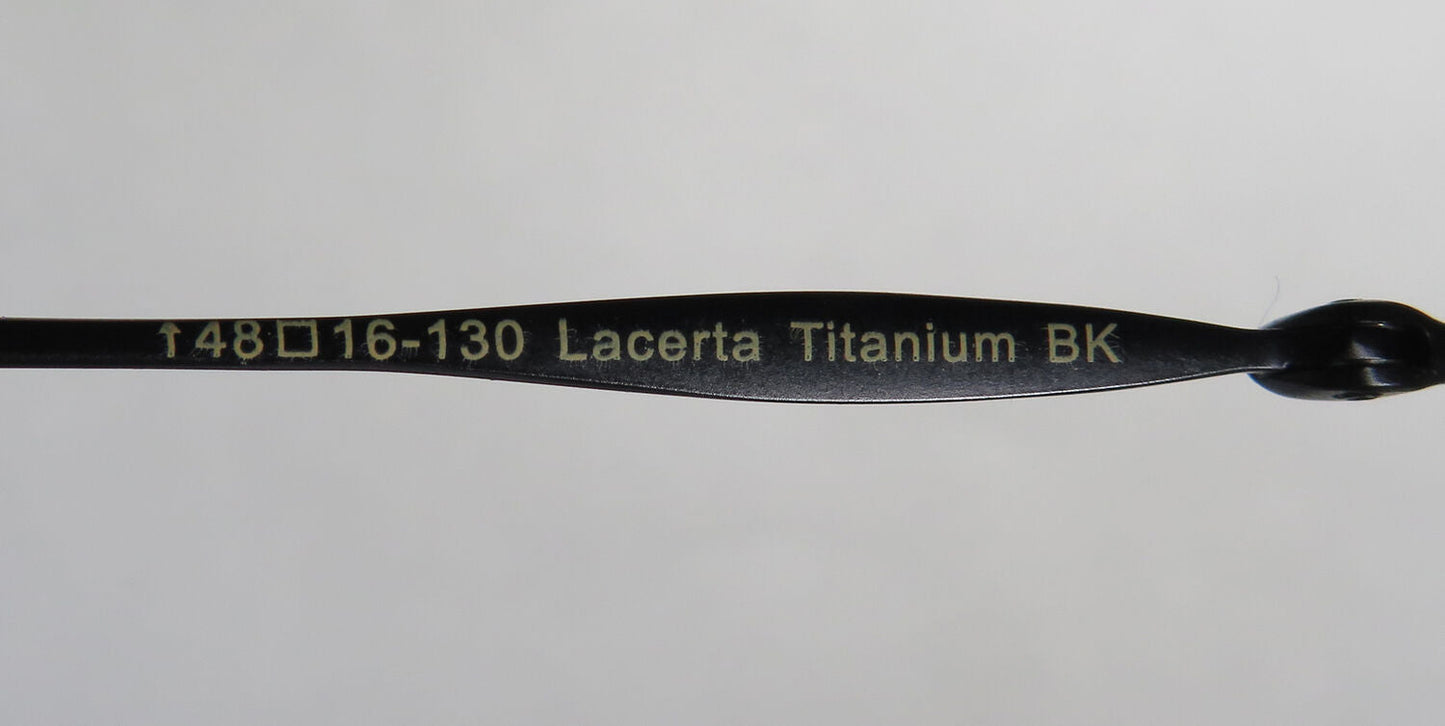 ↑48□16-130 Lacerta Titanium BK